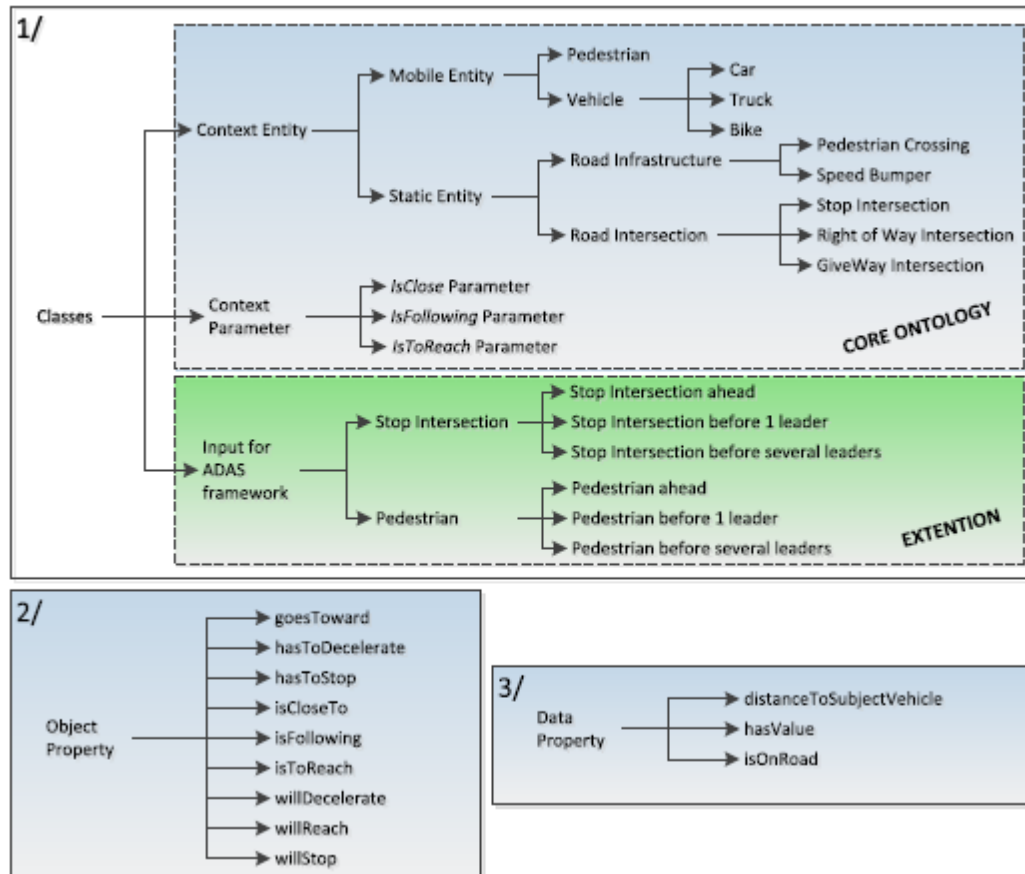 1/
Classes
Context Entity
Mobile Entity
Pedestrian
Vehicle
Car
Truck
Bike
Static Entity
Road Infrastructure
Pedestrian Crossing
Speed Bumper
Road Intersection
Stop Intersection
Right of Way Intersection
GiveWay Intersection
Context
Parameter
IsClose Parameter
IsFollowing Parameter
IsToReach Parameter
CORE ONTOLOGY
Input for
ADAS
framework
Stop Intersection
Stop Intersection ahead
Stop Intersection before 1 leader
Stop Intersection before several leaders
Pedestrian
Pedestrian ahead
Pedestrian before 1 leader
Pedestrian before several leaders
EXTENTION
2/
Object
Property
goesToward
hasToDecelerate
hasToStop
isCloseTo
isFollowing
isToReach
willDecelerate
willReach
willStop
3/
Data
Property
distanceToSubjectVehicle
hasValue
isOnRoad